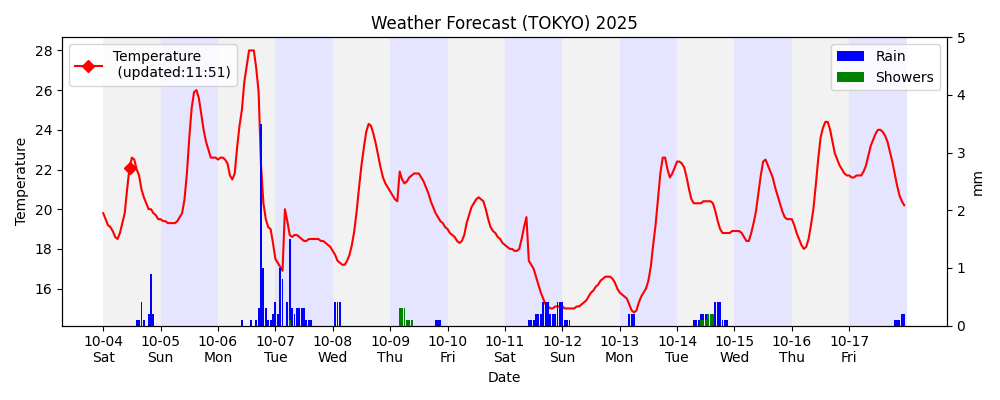 Weather Forecast (TOKYO) 2025
Temperature
(updated:11:51)
Rain
Showers
Temperature
28
26
24
22
20
18
16
5
4
3
2
1
0
mm
10-04 10-05 10-06 10-07 10-08 10-09 10-10 10-11 10-12 10-13 10-14 10-15 10-16 10-17
Sat Sun Mon Tue Wed Thu Fri Sat Sun Mon Tue Wed Thu Fri
Date